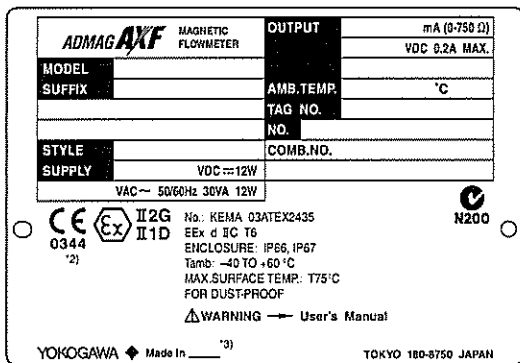 ADMAG AXF MAGNETIC FLOWMETER
OUTPUT mA (0-750 Ω)
VDC 0.2A MAX.
MODEL
SUFFIX
AMB.TEMP. °C
TAG NO.
NO.
STYLE
COMB.NO.
SUPPLY VDC ⎓ 12W
VAC~ 50/60Hz 30VA 12W
CE 0344 *2)
Ex II2G
II1D
N200
No.: KEMA 03ATEX2435
EEx d IIC T6
ENCLOSURE: IP66, IP67
Tamb: -40 TO +60 °C
MAX.SURFACE TEMP.: T75°C
FOR DUST-PROOF
⚠WARNING → User's Manual
YOKOGAWA ◆ Made in ____ *3) TOKYO 180-8750 JAPAN